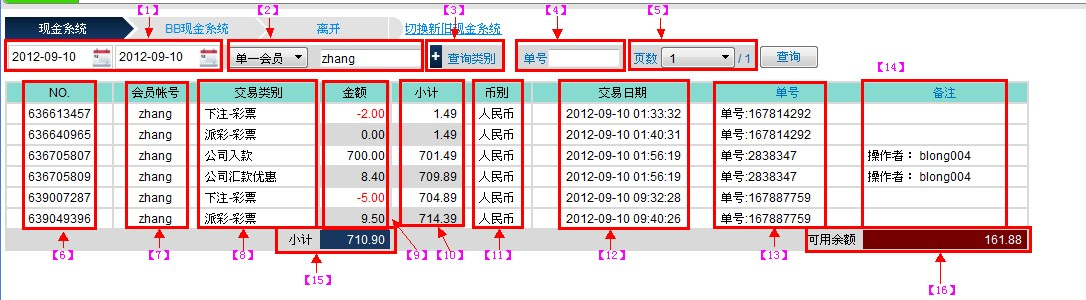 【1】 【2】 【3】 【4】 【5】
现金系统 BB现金系统 离开 切换新旧现金系统
2012-09-10 2012-09-10 单一会员 zhang + 查询类别 单号 页数 1 / 1 查询
【14】
NO. 会员帐号 交易类别 金额 小计 币别 交易日期 单号 备注
636613457 zhang 下注-彩票 -2.00 1.49 人民币 2012-09-10 01:33:32 单号:167814292
636640965 zhang 派彩-彩票 0.00 1.49 人民币 2012-09-10 01:40:31 单号:167814292
636705807 zhang 公司入款 700.00 701.49 人民币 2012-09-10 01:56:19 单号:2838347 操作者： blong004
636705809 zhang 公司汇款优惠 8.40 709.89 人民币 2012-09-10 01:56:19 单号:2838347 操作者： blong004
639007287 zhang 下注-彩票 -5.00 704.89 人民币 2012-09-10 09:32:28 单号:167887759
639049396 zhang 派彩-彩票 9.50 714.39 人民币 2012-09-10 09:40:26 单号:167887759
小计 710.90 可用余额 161.88
【6】 【7】 【8】 【9】 【10】 【11】 【12】 【13】
【15】 【16】